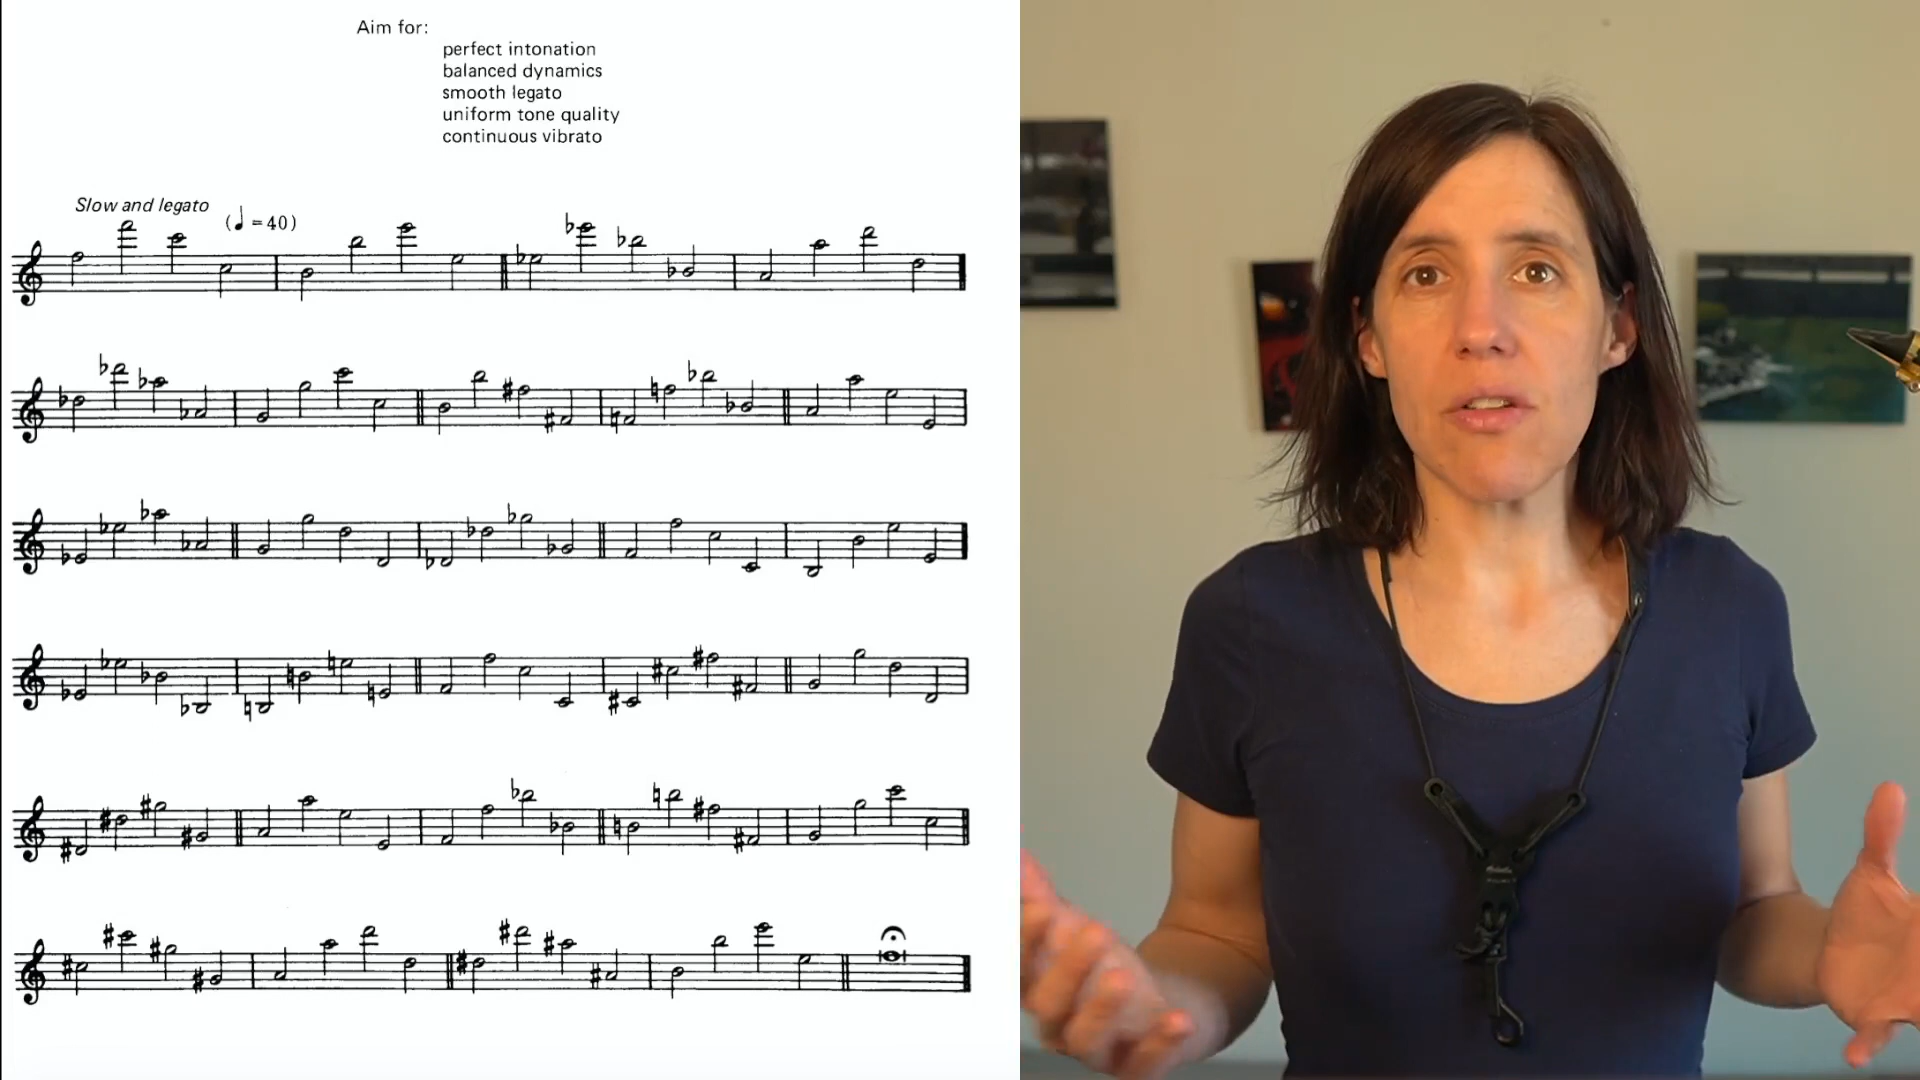 Aim for:
perfect intonation
balanced dynamics
smooth legato
uniform tone quality
continuous vibrato
Slow and legato (♩=40)